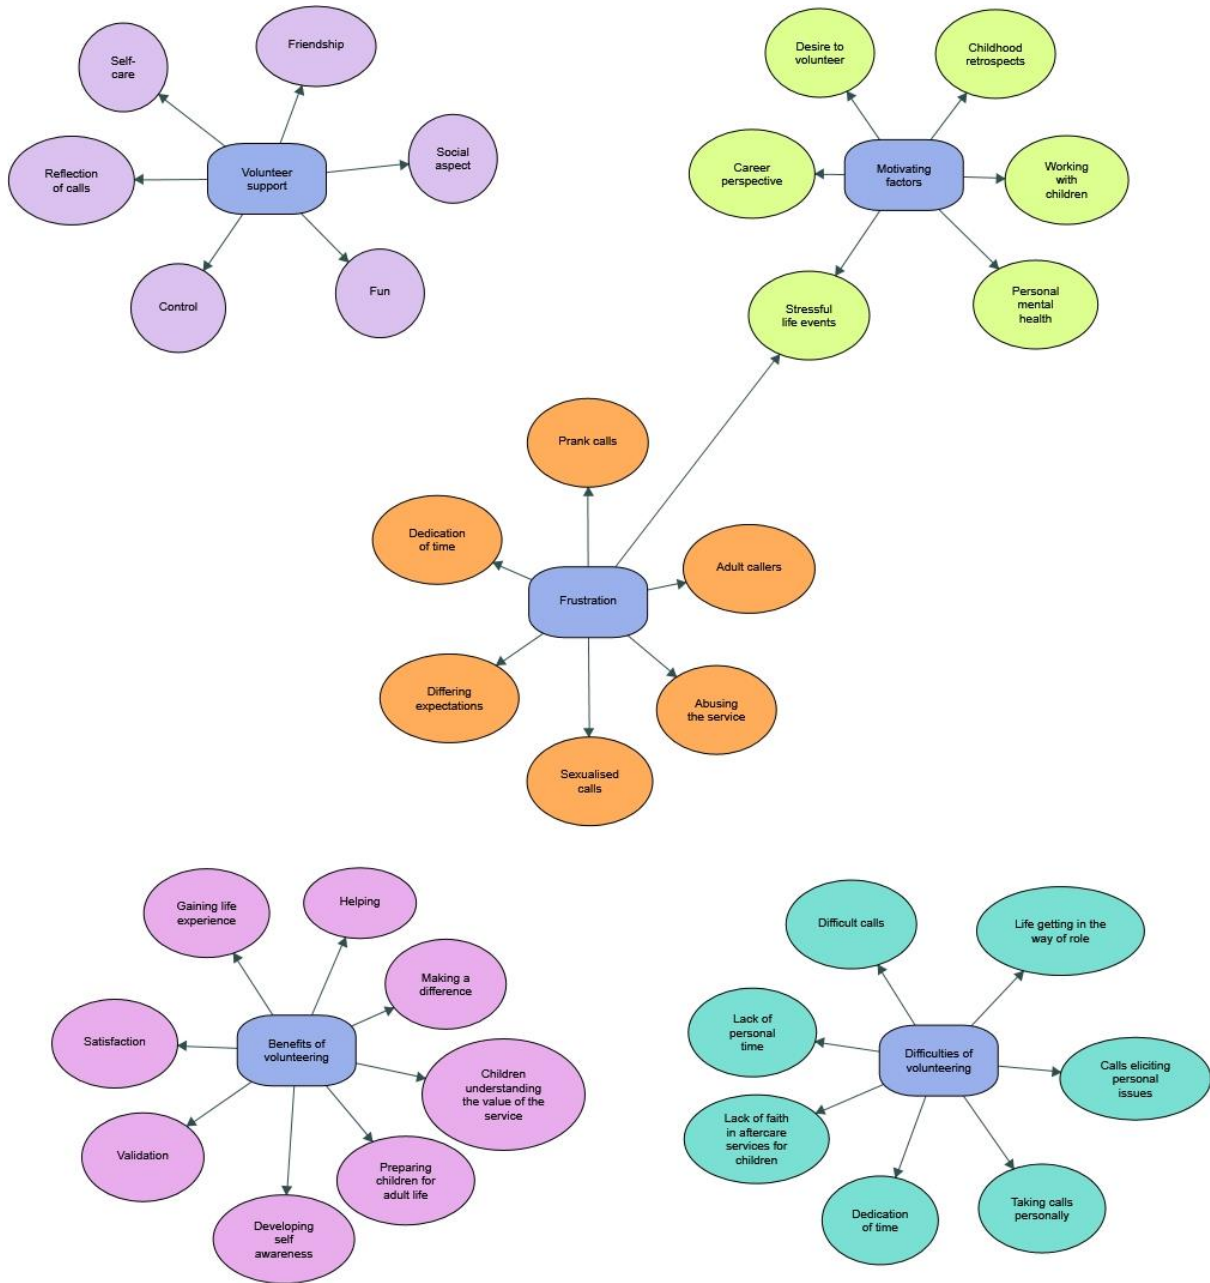 Friendship
Self-
care
Volunteer
support
Social
aspect
Reflection
of calls
Control
Fun
Desire to
volunteer
Childhood
retrospects
Career
perspective
Motivating
factors
Working
with
children
Stressful
life events
Personal
mental
health
Prank calls
Dedication
of time
Adult callers
Frustration
Differing
expectations
Abusing
the service
Sexualised
calls
Gaining life
experience
Helping
Making a
difference
Satisfaction
Benefits of
volunteering
Children
understanding
the value of the
service
Validation
Preparing
children for
adult life
Developing
self
awareness
Difficult calls
Life getting in the
way of role
Lack of
personal
time
Difficulties of
volunteering
Calls eliciting
personal
issues
Lack of faith
in aftercare
services for
children
Dedication
of time
Taking calls
personally